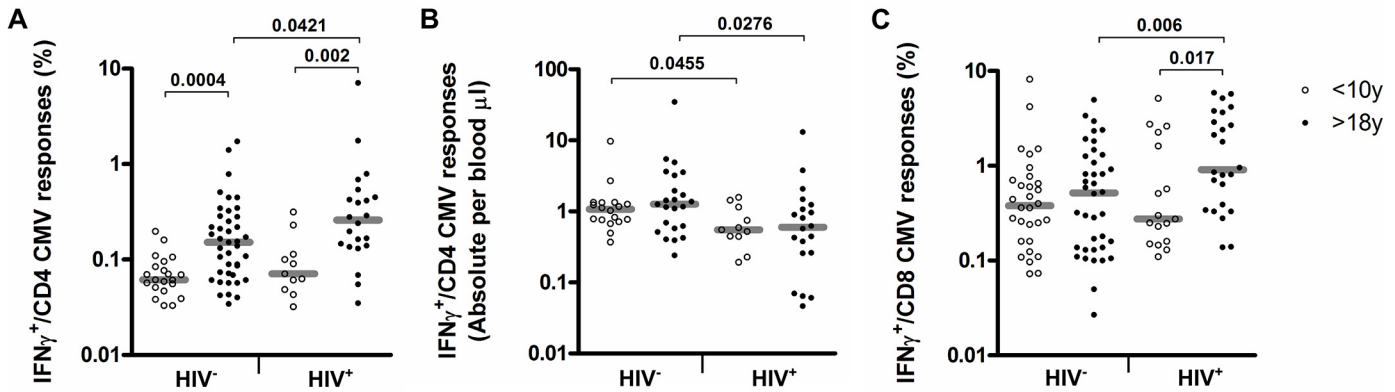 A
IFNγ+/CD4 CMV responses (%)
10
1
0.1
0.01
0.0004
0.0421
0.002
HIV-
HIV+
B
IFNγ+/CD4 CMV responses
(Absolute per blood μl)
100
10
1
0.1
0.01
0.0455
0.0276
HIV-
HIV+
C
IFNγ+/CD8 CMV responses (%)
10
1
0.1
0.01
0.006
0.017
HIV-
HIV+
<10y
>18y